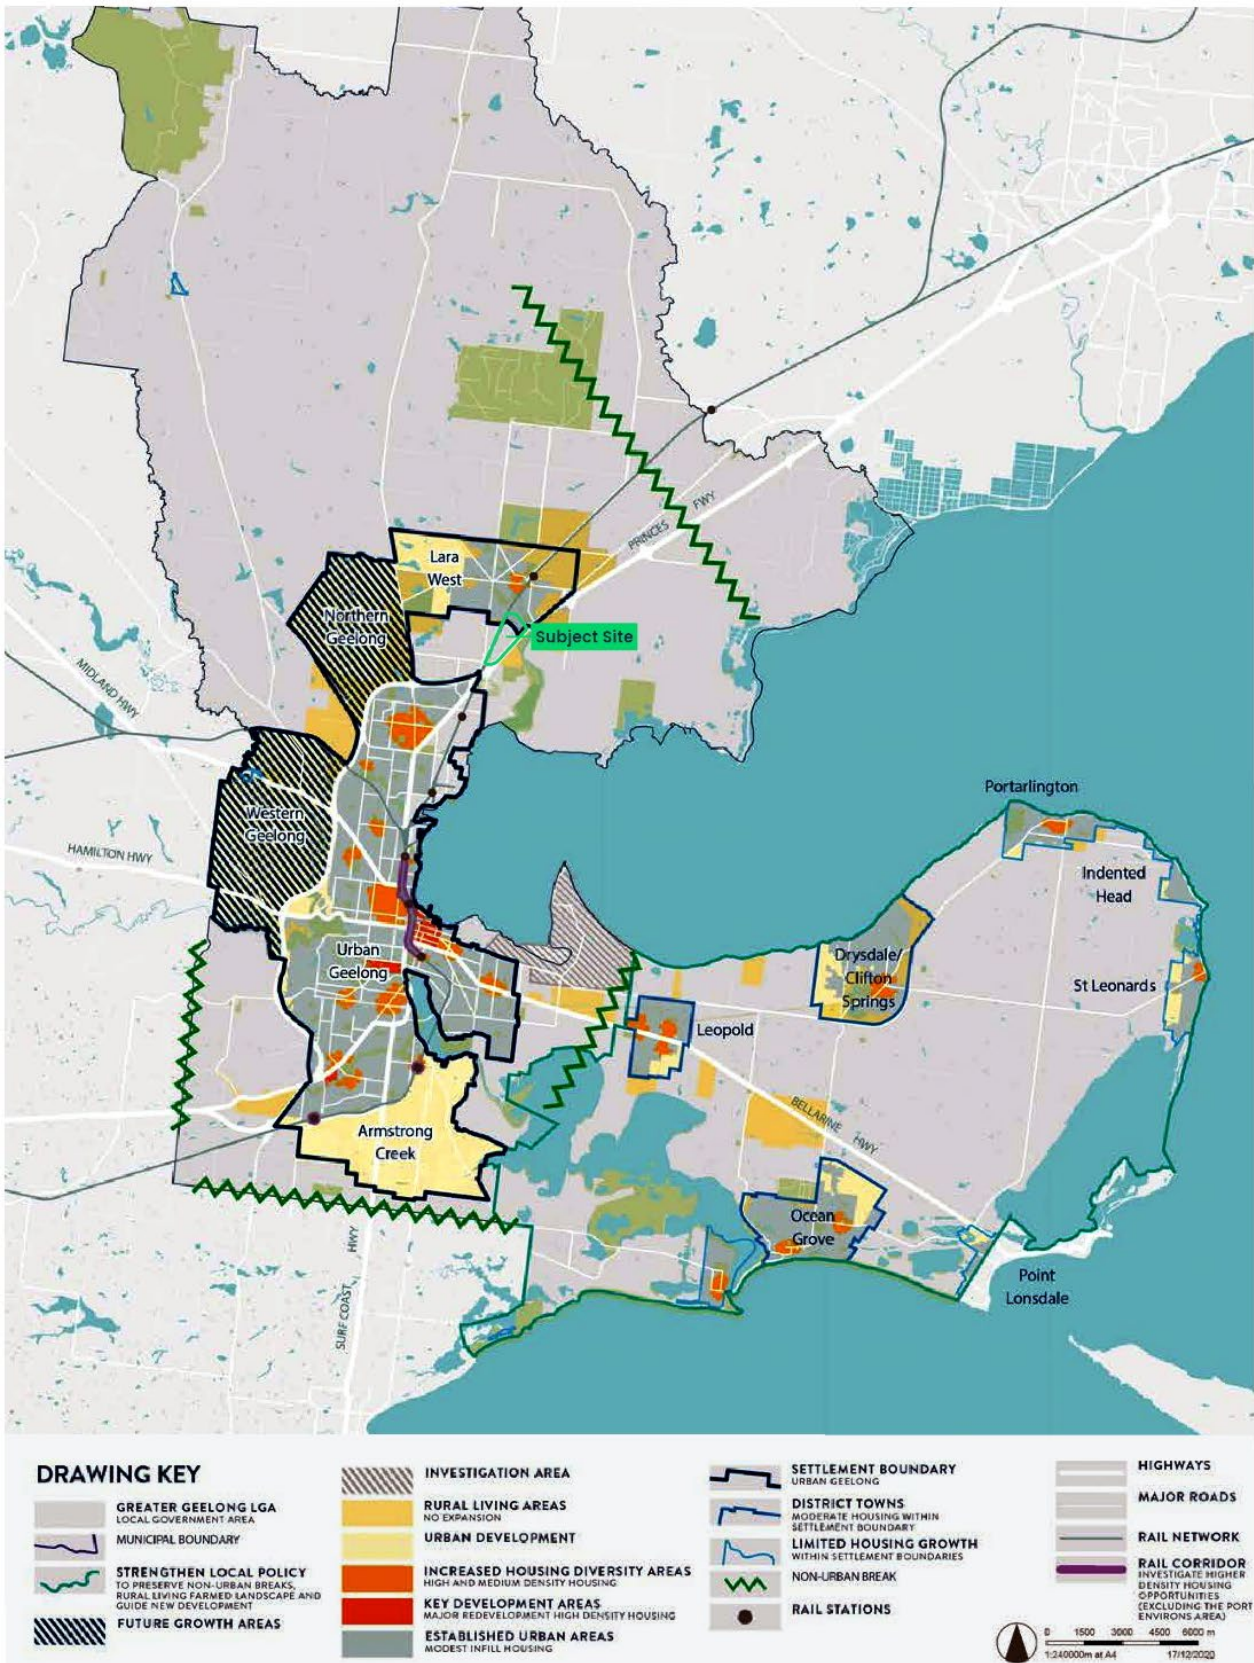 Lara
West
Northern
Geelong
Subject Site
PRINCES FWY
MIDLAND HWY
Western
Geelong
HAMILTON HWY
Portarlington
Indented
Head
Urban
Geelong
Drysdale/
Clifton
Springs
St Leonards
Leopold
BELLARINE HWY
Armstrong
Creek
Ocean
Grove
Point
Lonsdale
SURF COAST HWY
DRAWING KEY
GREATER GEELONG LGA
LOCAL GOVERNMENT AREA
MUNICIPAL BOUNDARY
STRENGTHEN LOCAL POLICY
TO PRESERVE NON-URBAN BREAKS,
RURAL LIVING FARMED LANDSCAPE AND
GUIDE NEW DEVELOPMENT
FUTURE GROWTH AREAS
INVESTIGATION AREA
RURAL LIVING AREAS
NO EXPANSION
URBAN DEVELOPMENT
INCREASED HOUSING DIVERSITY AREAS
HIGH AND MEDIUM DENSITY HOUSING
KEY DEVELOPMENT AREAS
MAJOR REDEVELOPMENT HIGH DENSITY HOUSING
ESTABLISHED URBAN AREAS
MODEST INFILL HOUSING
SETTLEMENT BOUNDARY
URBAN GEELONG
DISTRICT TOWNS
MODERATE HOUSING WITHIN
SETTLEMENT BOUNDARY
LIMITED HOUSING GROWTH
WITHIN SETTLEMENT BOUNDARIES
NON-URBAN BREAK
RAIL STATIONS
HIGHWAYS
MAJOR ROADS
RAIL NETWORK
RAIL CORRIDOR
INVESTIGATE HIGHER
DENSITY HOUSING
OPPORTUNITIES
(EXCLUDING THE PORT
ENVIRONS AREA)
0 1500 3000 4500 6000 m
1:240000m at A4 17/12/2020